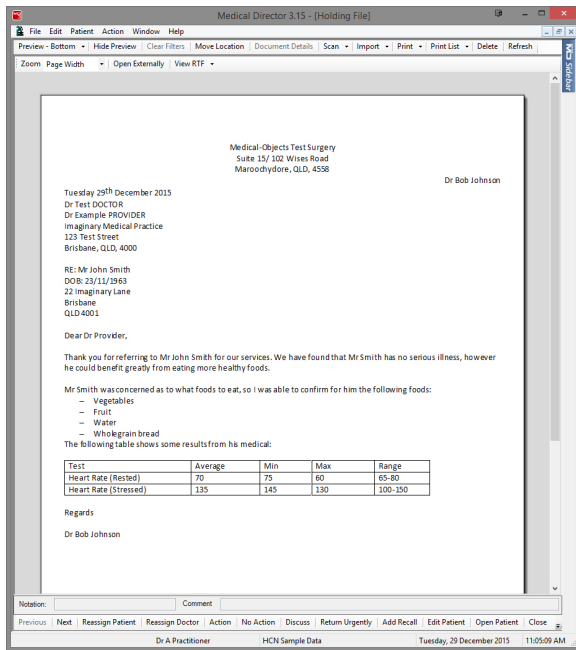 Medical Director 3.15 - [Holding File]
File Edit Patient Action Window Help
Preview - Bottom Hide Preview Clear Filters Move Location Document Details Scan Import Print Print List Delete Refresh
Zoom Page Width Open Externally View RTF
MD Sidebar
Medical-Objects Test Surgery
Suite 15/ 102 Wises Road
Maroochydore, QLD, 4558
Dr Bob Johnson
Tuesday 29th December 2015
Dr Test DOCTOR
Dr Example PROVIDER
Imaginary Medical Practice
123 Test Street
Brisbane, QLD, 4000
RE: Mr John Smith
DOB: 23/11/1963
22 Imaginary Lane
Brisbane
QLD 4001
Dear Dr Provider,
Thank you for referring to Mr John Smith for our services. We have found that Mr Smith has no serious illness, however
he could benefit greatly from eating more healthy foods.
Mr Smith was concerned as to what foods to eat, so I was able to confirm for him the following foods:
– Vegetables
– Fruit
– Water
– Wholegrain bread
The following table shows some results from his medical:
Test Average Min Max Range
Heart Rate (Rested) 70 75 60 65-80
Heart Rate (Stressed) 135 145 130 100-150
Regards
Dr Bob Johnson
Notation: Comment
Previous Next Reassign Patient Reassign Doctor Action No Action Discuss Return Urgently Add Recall Edit Patient Open Patient Close
Dr A Practitioner HCN Sample Data Tuesday, 29 December 2015 11:05:09 AM